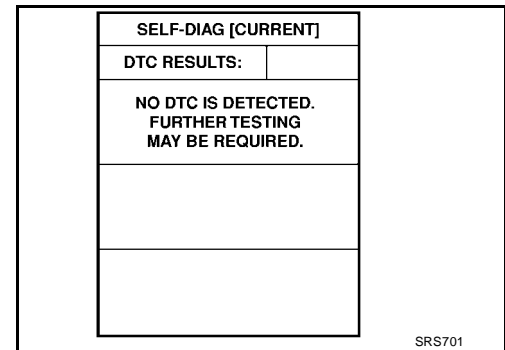 SELF-DIAG [CURRENT]
DTC RESULTS:
NO DTC IS DETECTED.
FURTHER TESTING
MAY BE REQUIRED.
SRS701